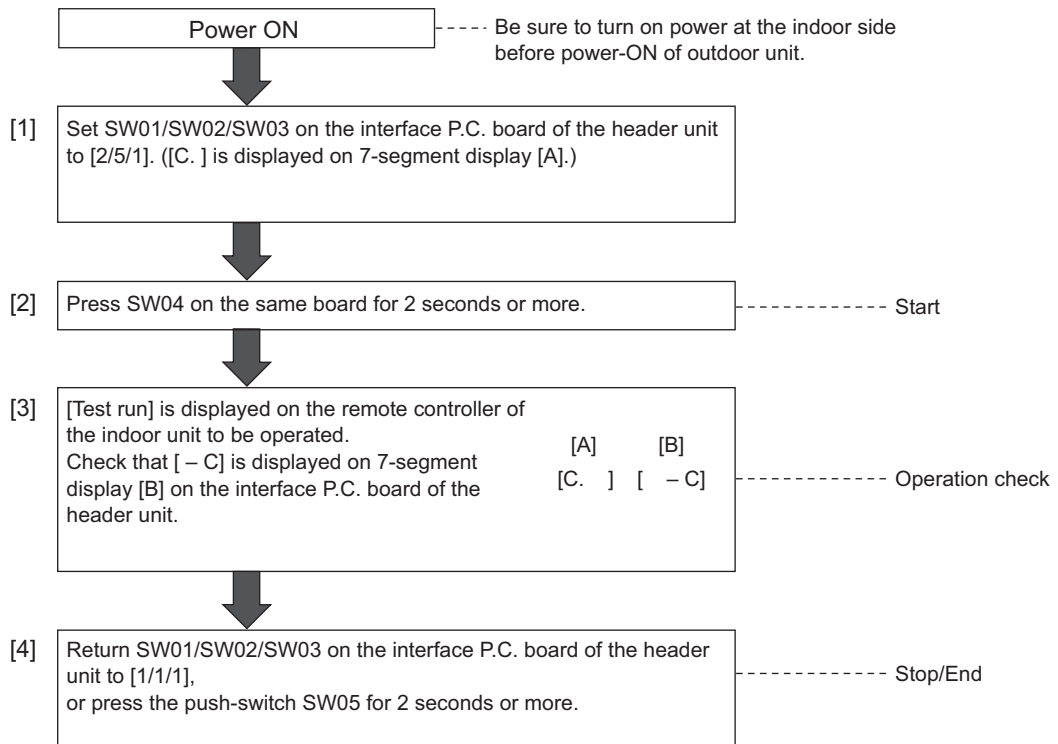 Power ON
Be sure to turn on power at the indoor side
before power-ON of outdoor unit.
[1]
Set SW01/SW02/SW03 on the interface P.C. board of the header unit
to [2/5/1]. ([C. ] is displayed on 7-segment display [A].)
[2]
Press SW04 on the same board for 2 seconds or more.
Start
[3]
[Test run] is displayed on the remote controller of
the indoor unit to be operated.
Check that [ – C] is displayed on 7-segment
display [B] on the interface P.C. board of the
header unit.
[A] [B]
[C. ] [ – C]
Operation check
[4]
Return SW01/SW02/SW03 on the interface P.C. board of the header
unit to [1/1/1],
or press the push-switch SW05 for 2 seconds or more.
Stop/End